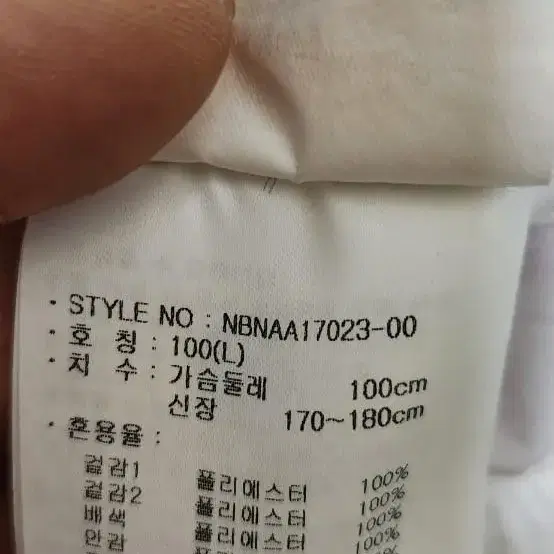 · STYLE NO : NBNAA17023-00
· 호 칭 : 100(L)
· 치 수 : 가슴둘레 100cm
신장 170~180cm
· 혼용율 :
겉감1 폴리에스터 100%
겉감2 폴리에스터 100%
배색 폴리에스터 100%
안감 폴리에스터 100%